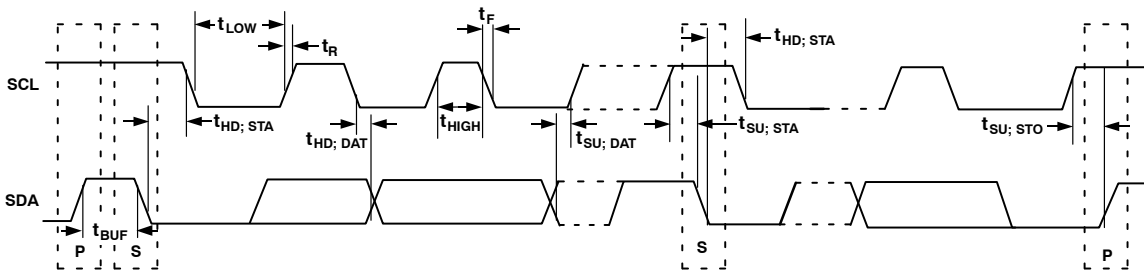 tLOW
tR
tF
tHD; STA
SCL
tHD; STA
tHD; DAT
tHIGH
tSU; DAT
tSU; STA
tSU; STO
SDA
tBUF
P
S
S
P